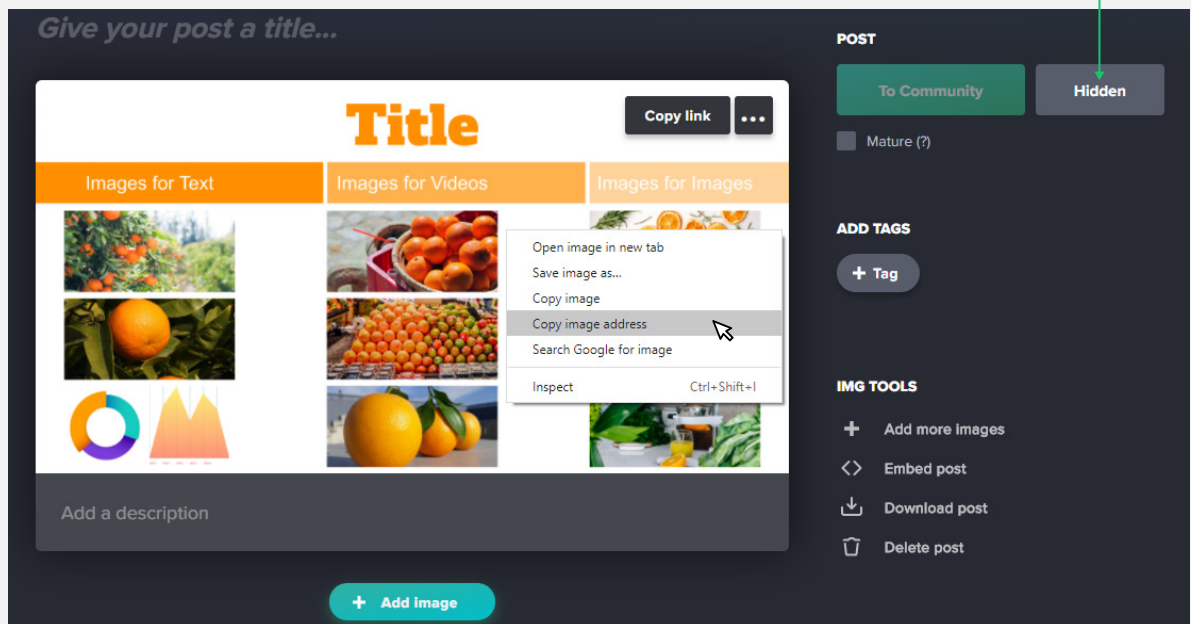 Give your post a title...
Title
Copy link
...
Images for Text
Images for Videos
Images for Images
Open image in new tab
Save image as...
Copy image
Copy image address
Search Google for image
Inspect Ctrl+Shift+I
Add a description
+ Add image
POST
To Community
Hidden
Mature (?)
ADD TAGS
+ Tag
IMG TOOLS
+ Add more images
<> Embed post
Download post
Delete post